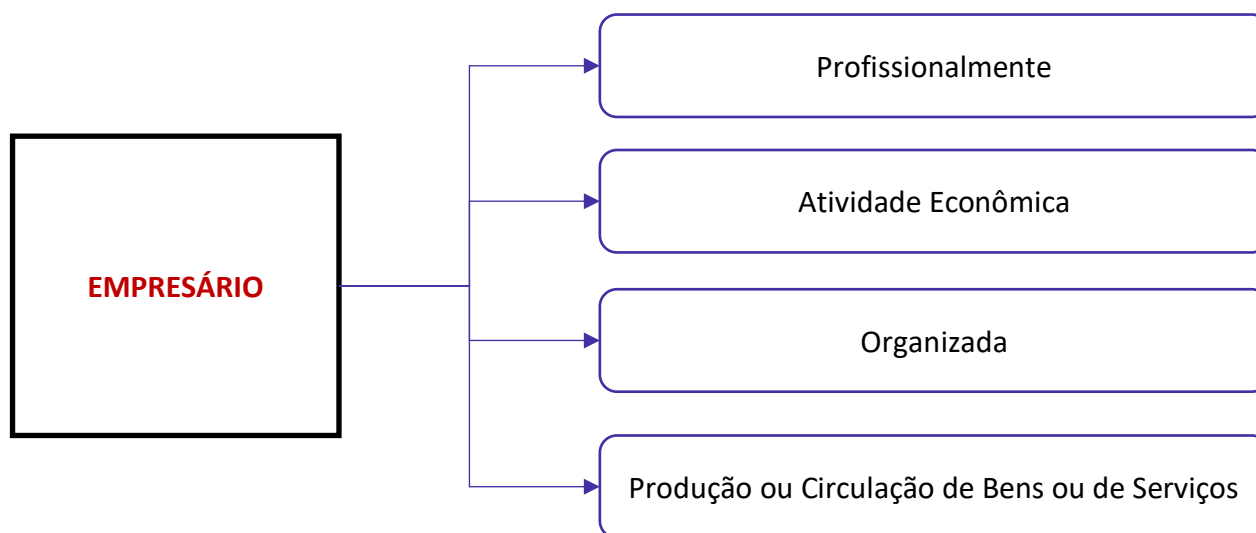 EMPRESÁRIO
Profissionalmente
Atividade Econômica
Organizada
Produção ou Circulação de Bens ou de Serviços